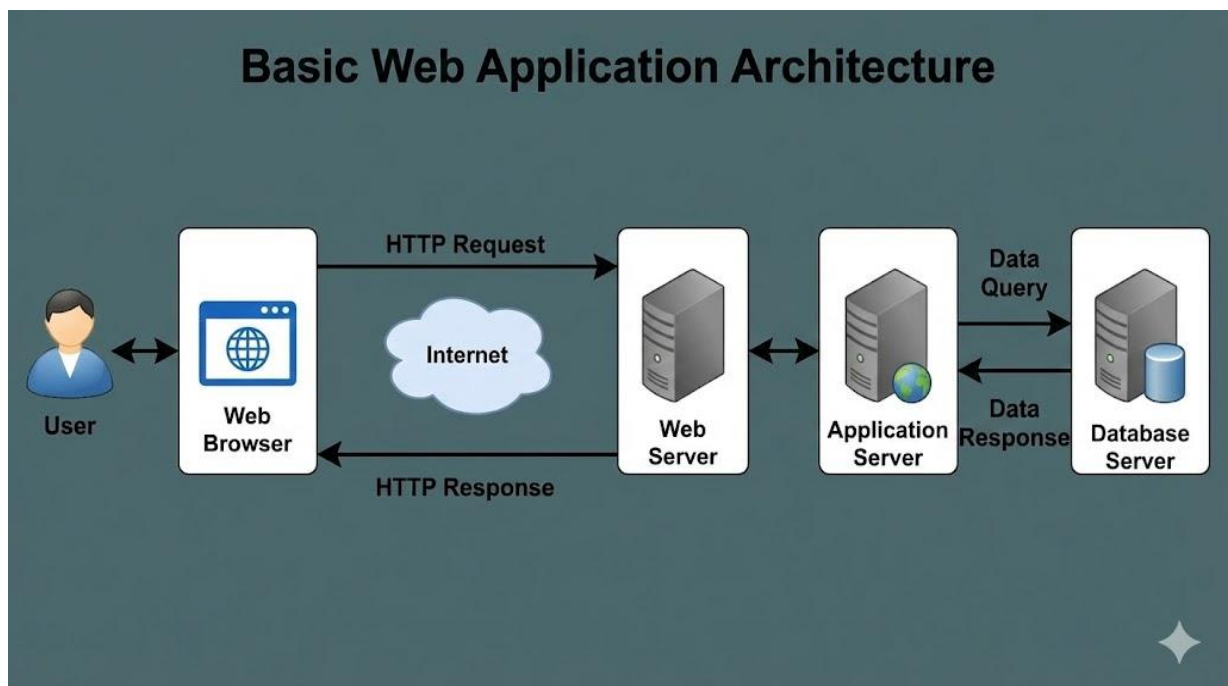 Basic Web Application Architecture
HTTP Request
Internet
HTTP Response
User
Web
Browser
Web
Server
Application
Server
Data
Query
Data
Response
Database
Server